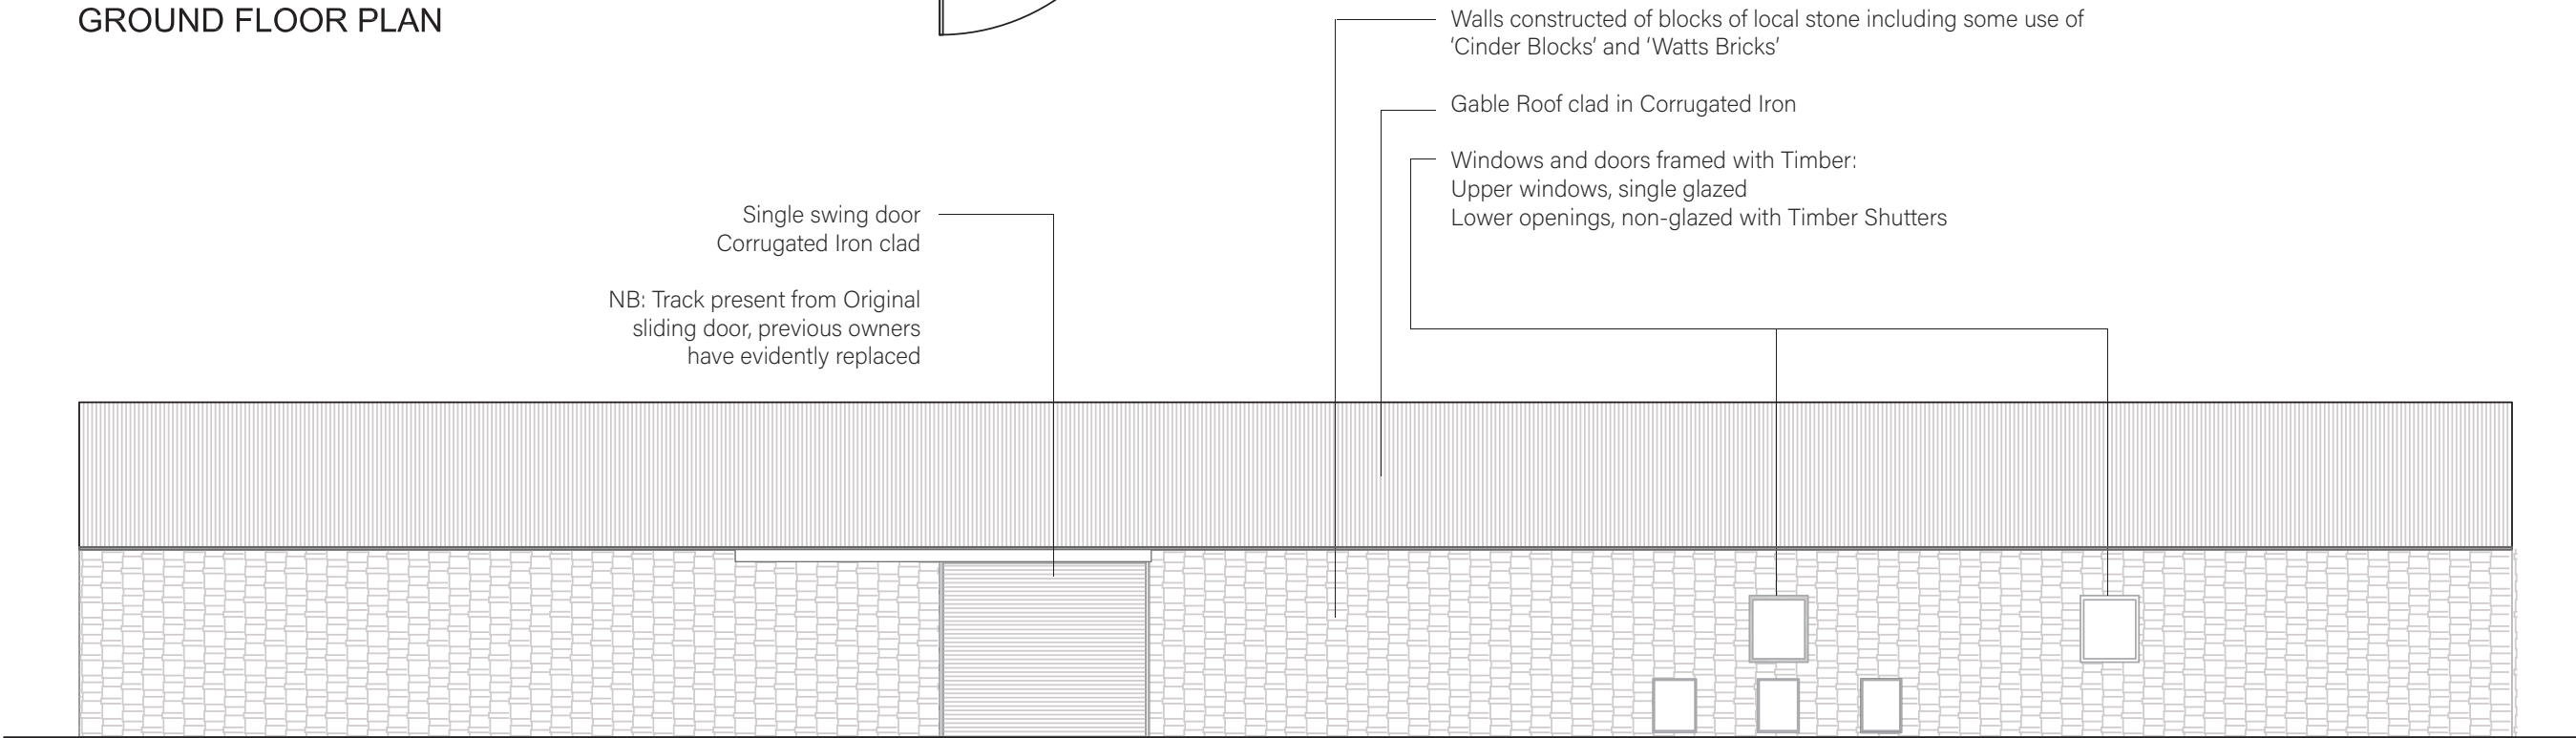 GROUND FLOOR PLAN
Walls constructed of blocks of local stone including some use of
‘Cinder Blocks’ and ‘Watts Bricks’
Gable Roof clad in Corrugated Iron
Windows and doors framed with Timber:
Upper windows, single glazed
Lower openings, non-glazed with Timber Shutters
Single swing door
Corrugated Iron clad
NB: Track present from Original
sliding door, previous owners
have evidently replaced